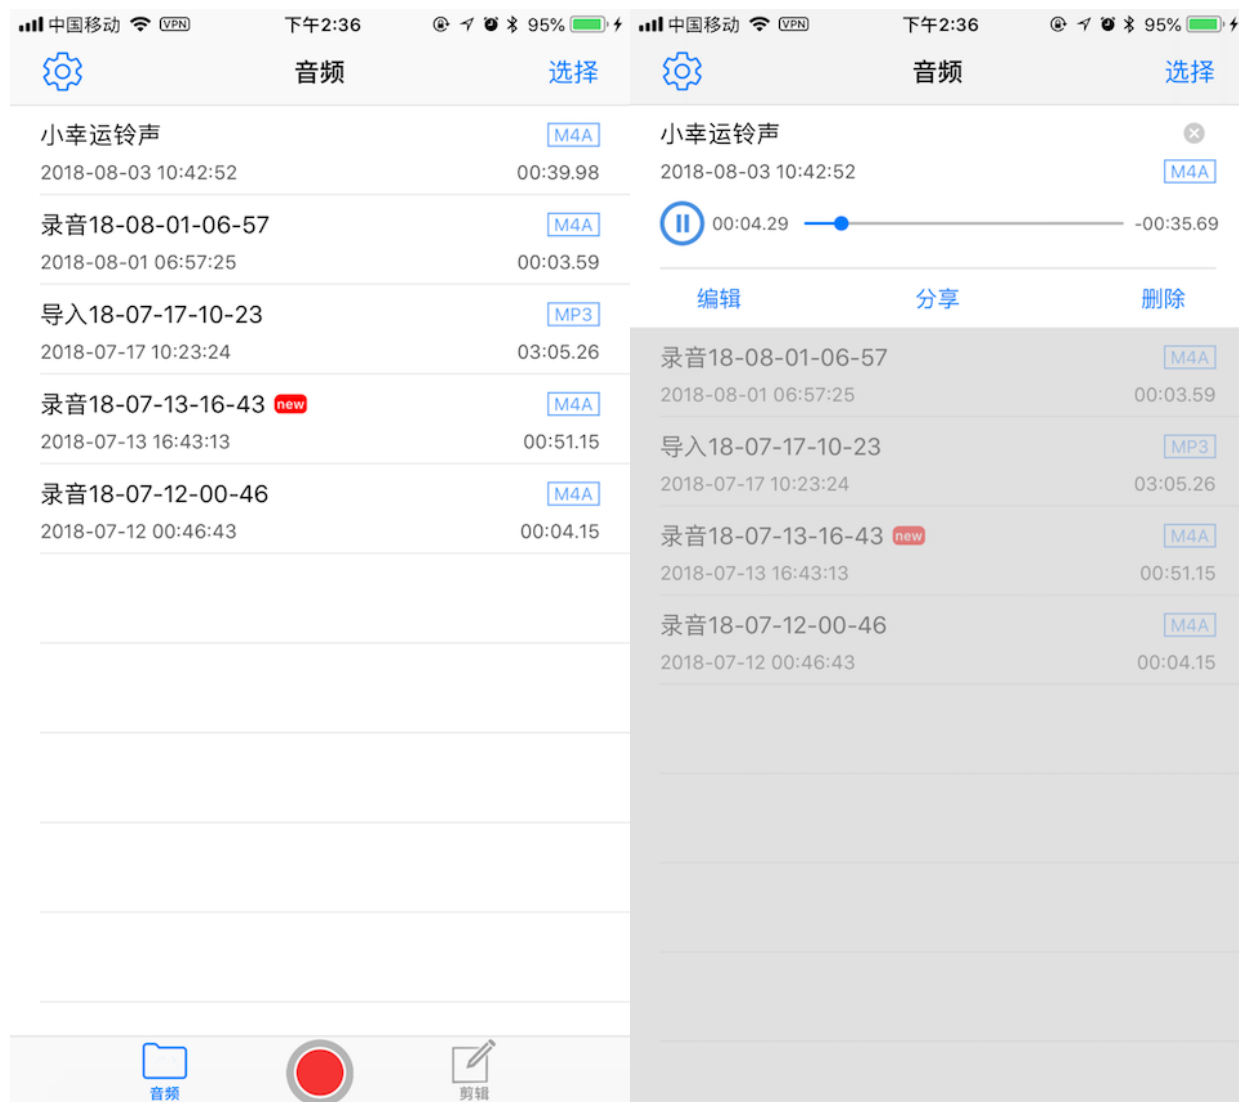 中国移动 VPN 下午2:36 95%
音频 选择
小幸运铃声 M4A
2018-08-03 10:42:52 00:39.98
录音18-08-01-06-57 M4A
2018-08-01 06:57:25 00:03.59
导入18-07-17-10-23 MP3
2018-07-17 10:23:24 03:05.26
录音18-07-13-16-43 new M4A
2018-07-13 16:43:13 00:51.15
录音18-07-12-00-46 M4A
2018-07-12 00:46:43 00:04.15
音频 剪辑
中国移动 VPN 下午2:36 95%
音频 选择
小幸运铃声
2018-08-03 10:42:52 M4A
00:04.29 -00:35.69
编辑 分享 删除
录音18-08-01-06-57 M4A
2018-08-01 06:57:25 00:03.59
导入18-07-17-10-23 MP3
2018-07-17 10:23:24 03:05.26
录音18-07-13-16-43 new M4A
2018-07-13 16:43:13 00:51.15
录音18-07-12-00-46 M4A
2018-07-12 00:46:43 00:04.15